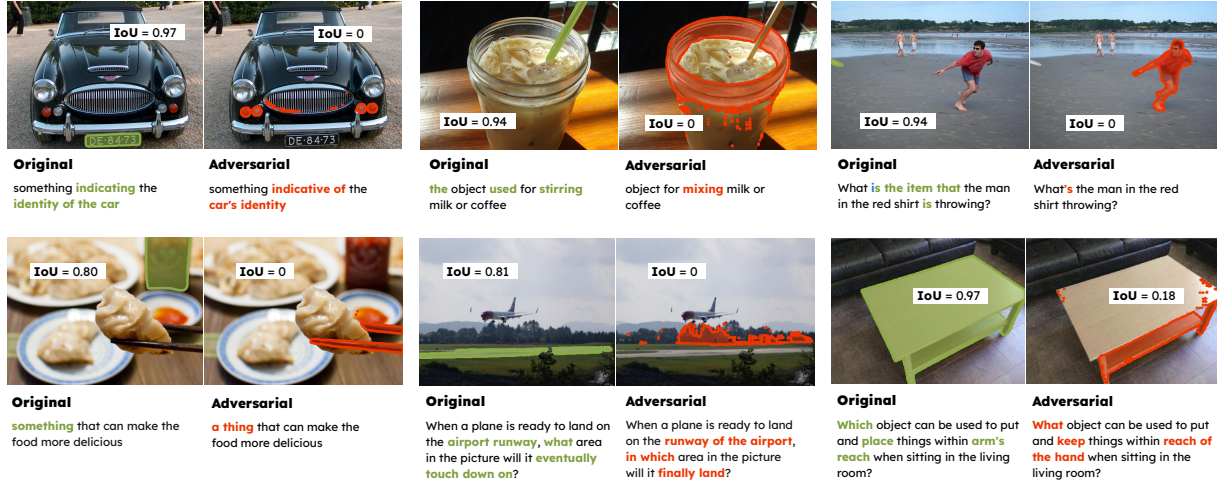 IoU = 0.97
IoU = 0
DE·84·73
DE·84·73
Original
something indicating the
identity of the car
Adversarial
something indicative of the
car's identity
IoU = 0.94
IoU = 0
Original
the object used for stirring
milk or coffee
Adversarial
object for mixing milk or
coffee
IoU = 0.94
IoU = 0
Original
What is the item that the man
in the red shirt is throwing?
Adversarial
What's the man in the red
shirt throwing?
IoU = 0.80
IoU = 0
Original
something that can make the
food more delicious
Adversarial
a thing that can make the
food more delicious
IoU = 0.81
IoU = 0
Original
When a plane is ready to land on
the airport runway, what area
in the picture will it eventually
touch down on?
Adversarial
When a plane is ready to land
on the runway of the airport,
in which area in the picture
will it finally land?
IoU = 0.97
IoU = 0.18
Original
Which object can be used to put
and place things within arm's
reach when sitting in the living
room?
Adversarial
What object can be used to put
and keep things within reach of
the hand when sitting in the
living room?